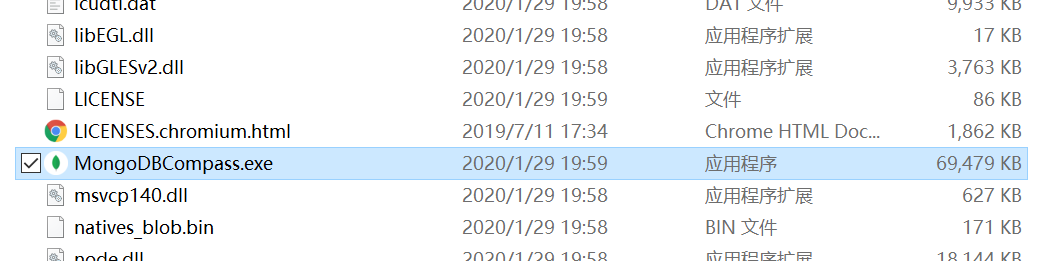 icudtl.dat 2020/1/29 19:58 DAT 文件 9,933 KB
libEGL.dll 2020/1/29 19:58 应用程序扩展 17 KB
libGLESv2.dll 2020/1/29 19:58 应用程序扩展 3,763 KB
LICENSE 2020/1/29 19:59 文件 86 KB
LICENSES.chromium.html 2019/7/11 17:34 Chrome HTML Doc... 1,862 KB
MongoDBCompass.exe 2020/1/29 19:59 应用程序 69,479 KB
msvcp140.dll 2020/1/29 19:58 应用程序扩展 627 KB
natives_blob.bin 2020/1/29 19:58 BIN 文件 171 KB
node.dll 2020/1/29 19:58 应用程序扩展 18,144 KB